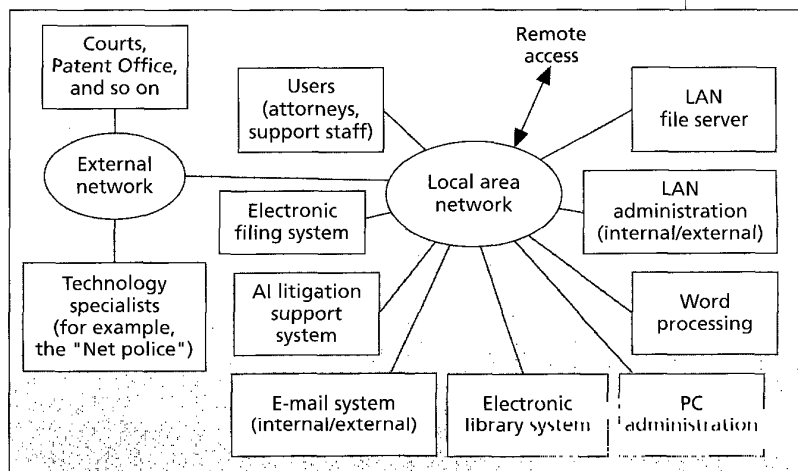 Courts,
Patent Office,
and so on
External
network
Technology
specialists
(for example,
the "Net police")
Users
(attorneys,
support staff)
Electronic
filing system
AI litigation
support
system
E-mail system
(internal/external)
Remote
access
Local area
network
Electronic
library system
LAN
file server
LAN
administration
(internal/external)
Word
processing
PC
administration